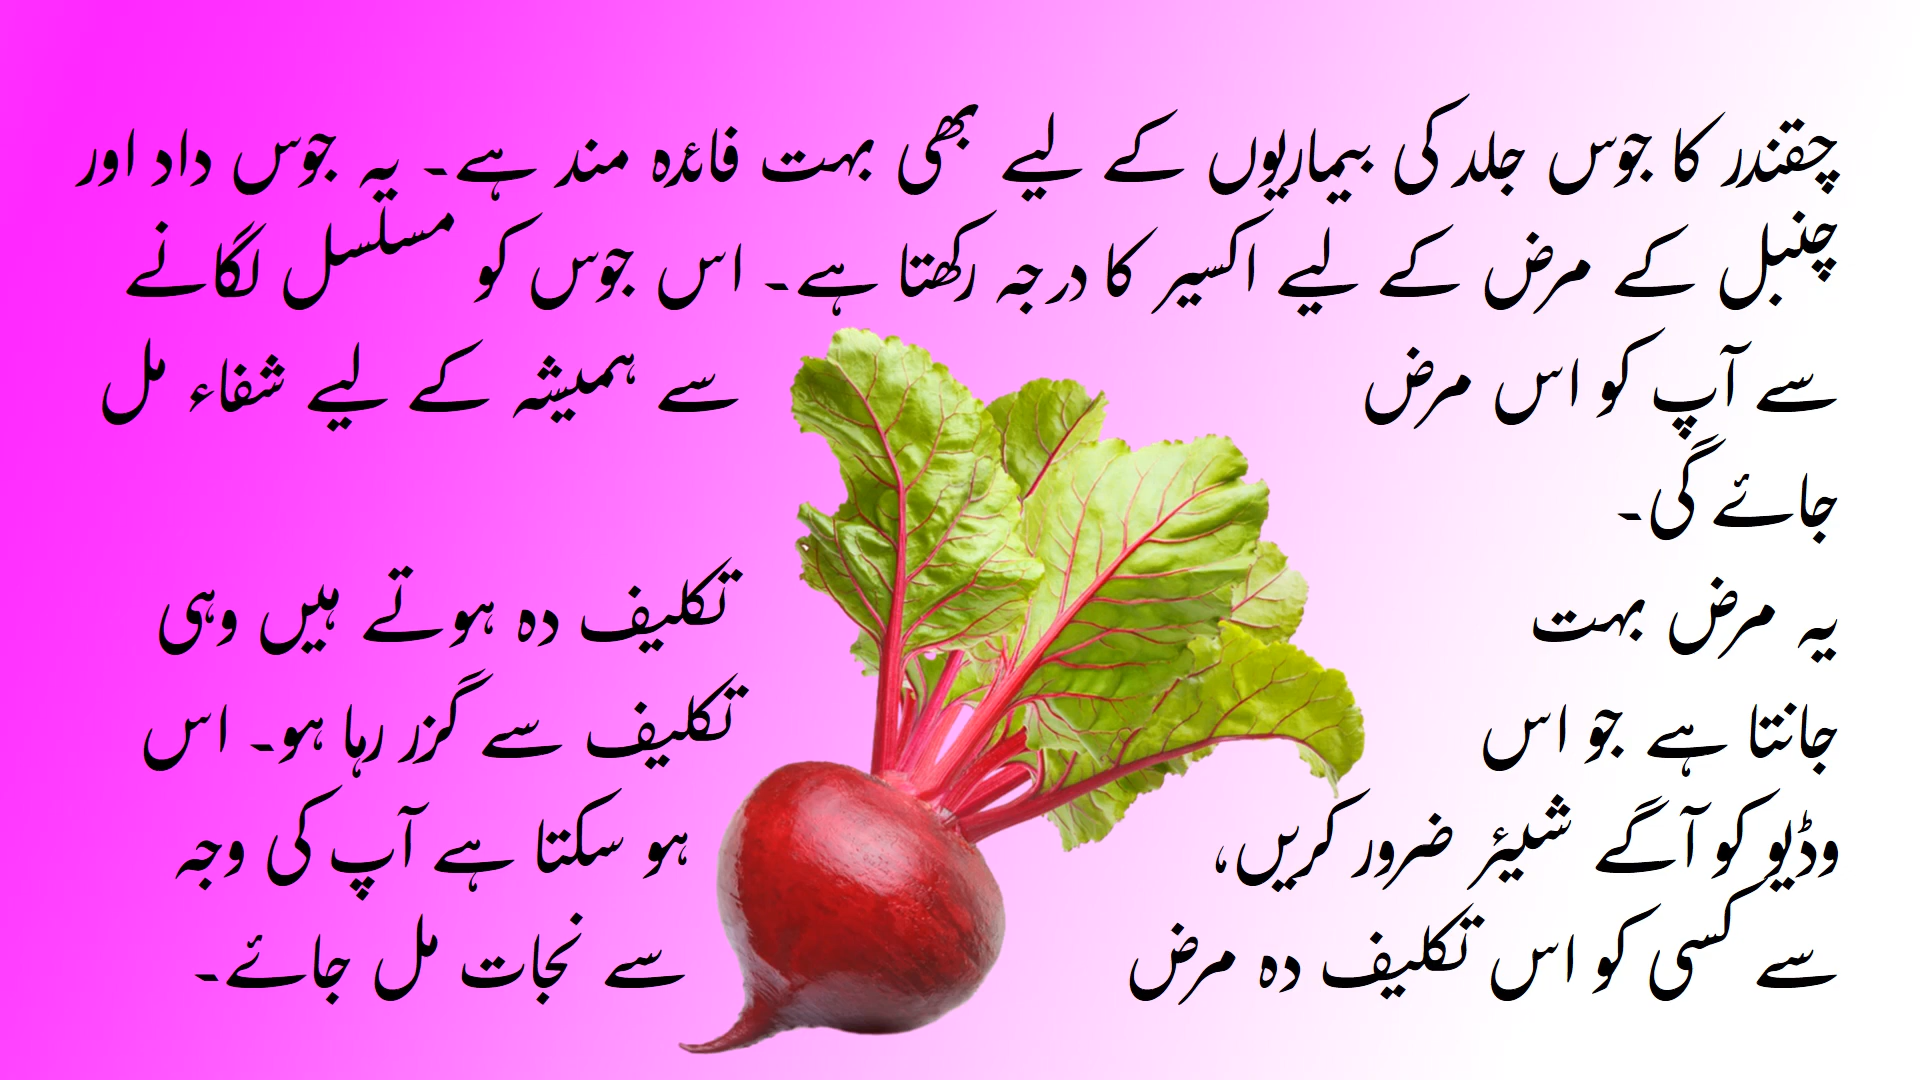 چقندر کا جوس جلد کی بیماریوں کے لیے بھی بہت فائدہ مند ہے۔ یہ جوس داد اور
چنبل کے مرض کے لیے اکسیر کا درجہ رکھتا ہے۔ اس جوس کو مسلسل لگانے
سے آپ کو اس مرض سے ہمیشہ کے لیے شفاء مل
جائے گی۔
یہ مرض بہت تکلیف دہ ہوتے ہیں وہی
جانتا ہے جو اس تکلیف سے گزر رہا ہو۔ اس
وڈیو کو آگے شیئر ضرور کریں، ہو سکتا ہے آپ کی وجہ
سے کسی کو اس تکلیف دہ مرض سے نجات مل جائے۔